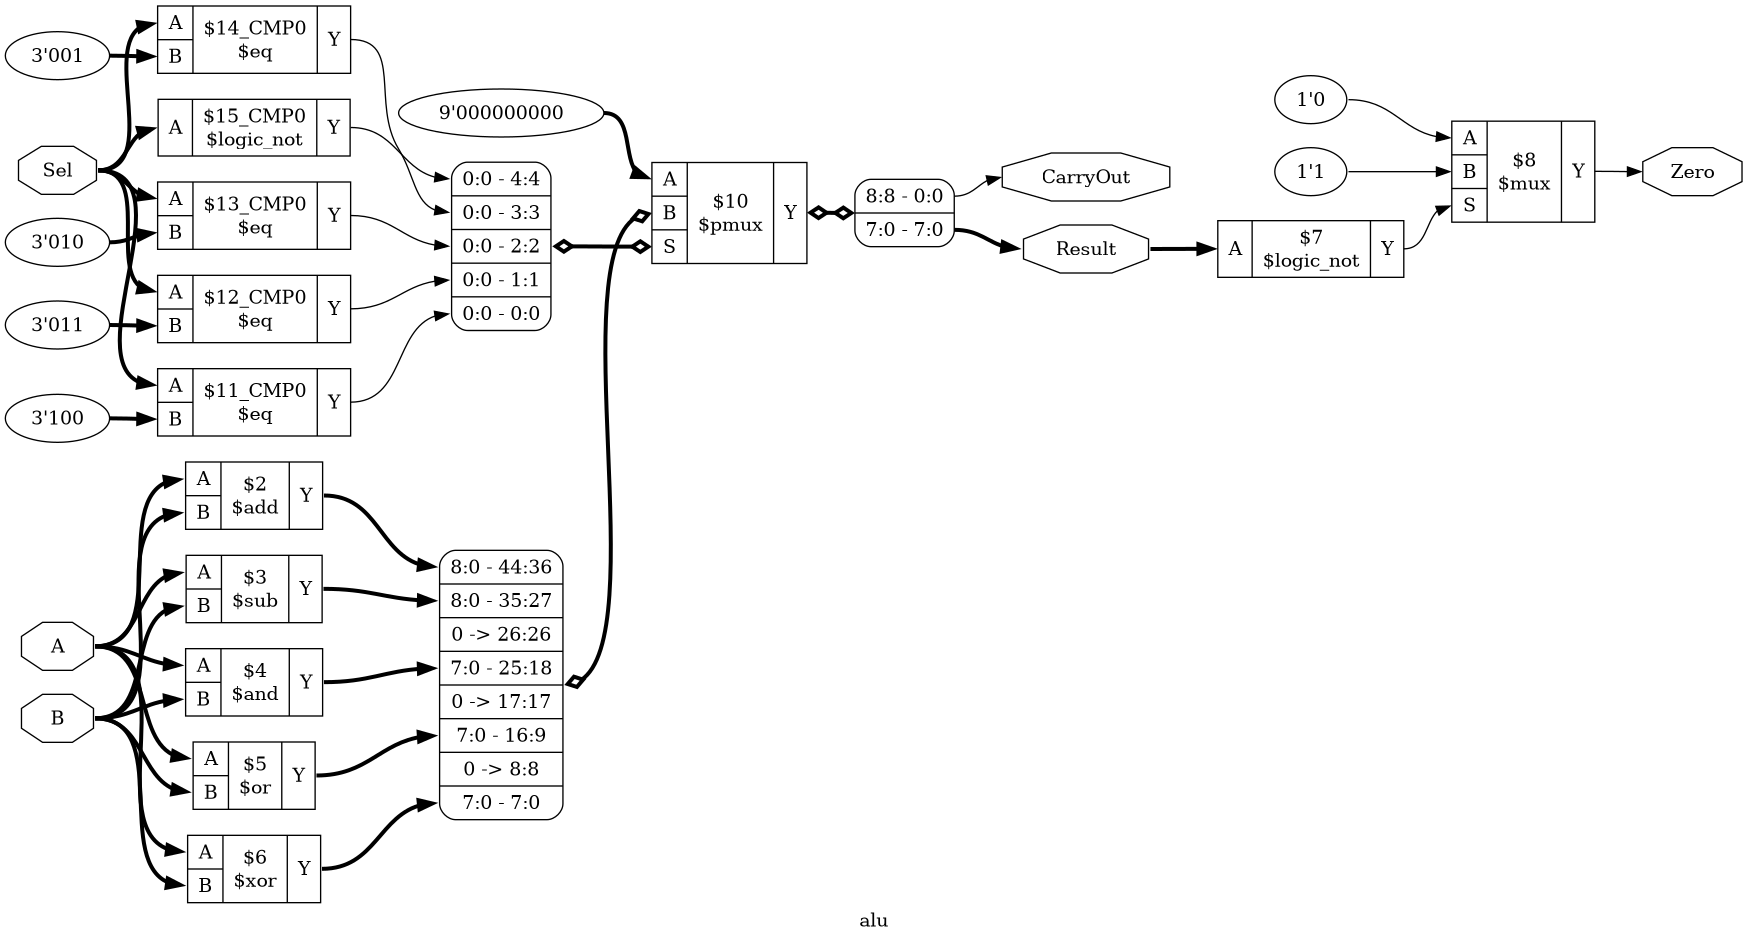 3'001
Sel
3'010
3'011
3'100
A
B
$14_CMP0
$eq
Y
A
$15_CMP0
$logic_not
Y
A
B
$13_CMP0
$eq
Y
A
B
$12_CMP0
$eq
Y
A
B
$11_CMP0
$eq
Y
A
B
A
B
$2
$add
Y
A
B
$3
$sub
Y
A
B
$4
$and
Y
A
B
$5
$or
Y
A
B
$6
$xor
Y
9'000000000
0:0 - 4:4
0:0 - 3:3
0:0 - 2:2
0:0 - 1:1
0:0 - 0:0
8:0 - 44:36
8:0 - 35:27
0 -> 26:26
7:0 - 25:18
0 -> 17:17
7:0 - 16:9
0 -> 8:8
7:0 - 7:0
A
B
S
$10
$pmux
Y
8:8 - 0:0
7:0 - 7:0
CarryOut
Result
A
$7
$logic_not
Y
1'0
1'1
A
B
S
$8
$mux
Y
Zero
alu